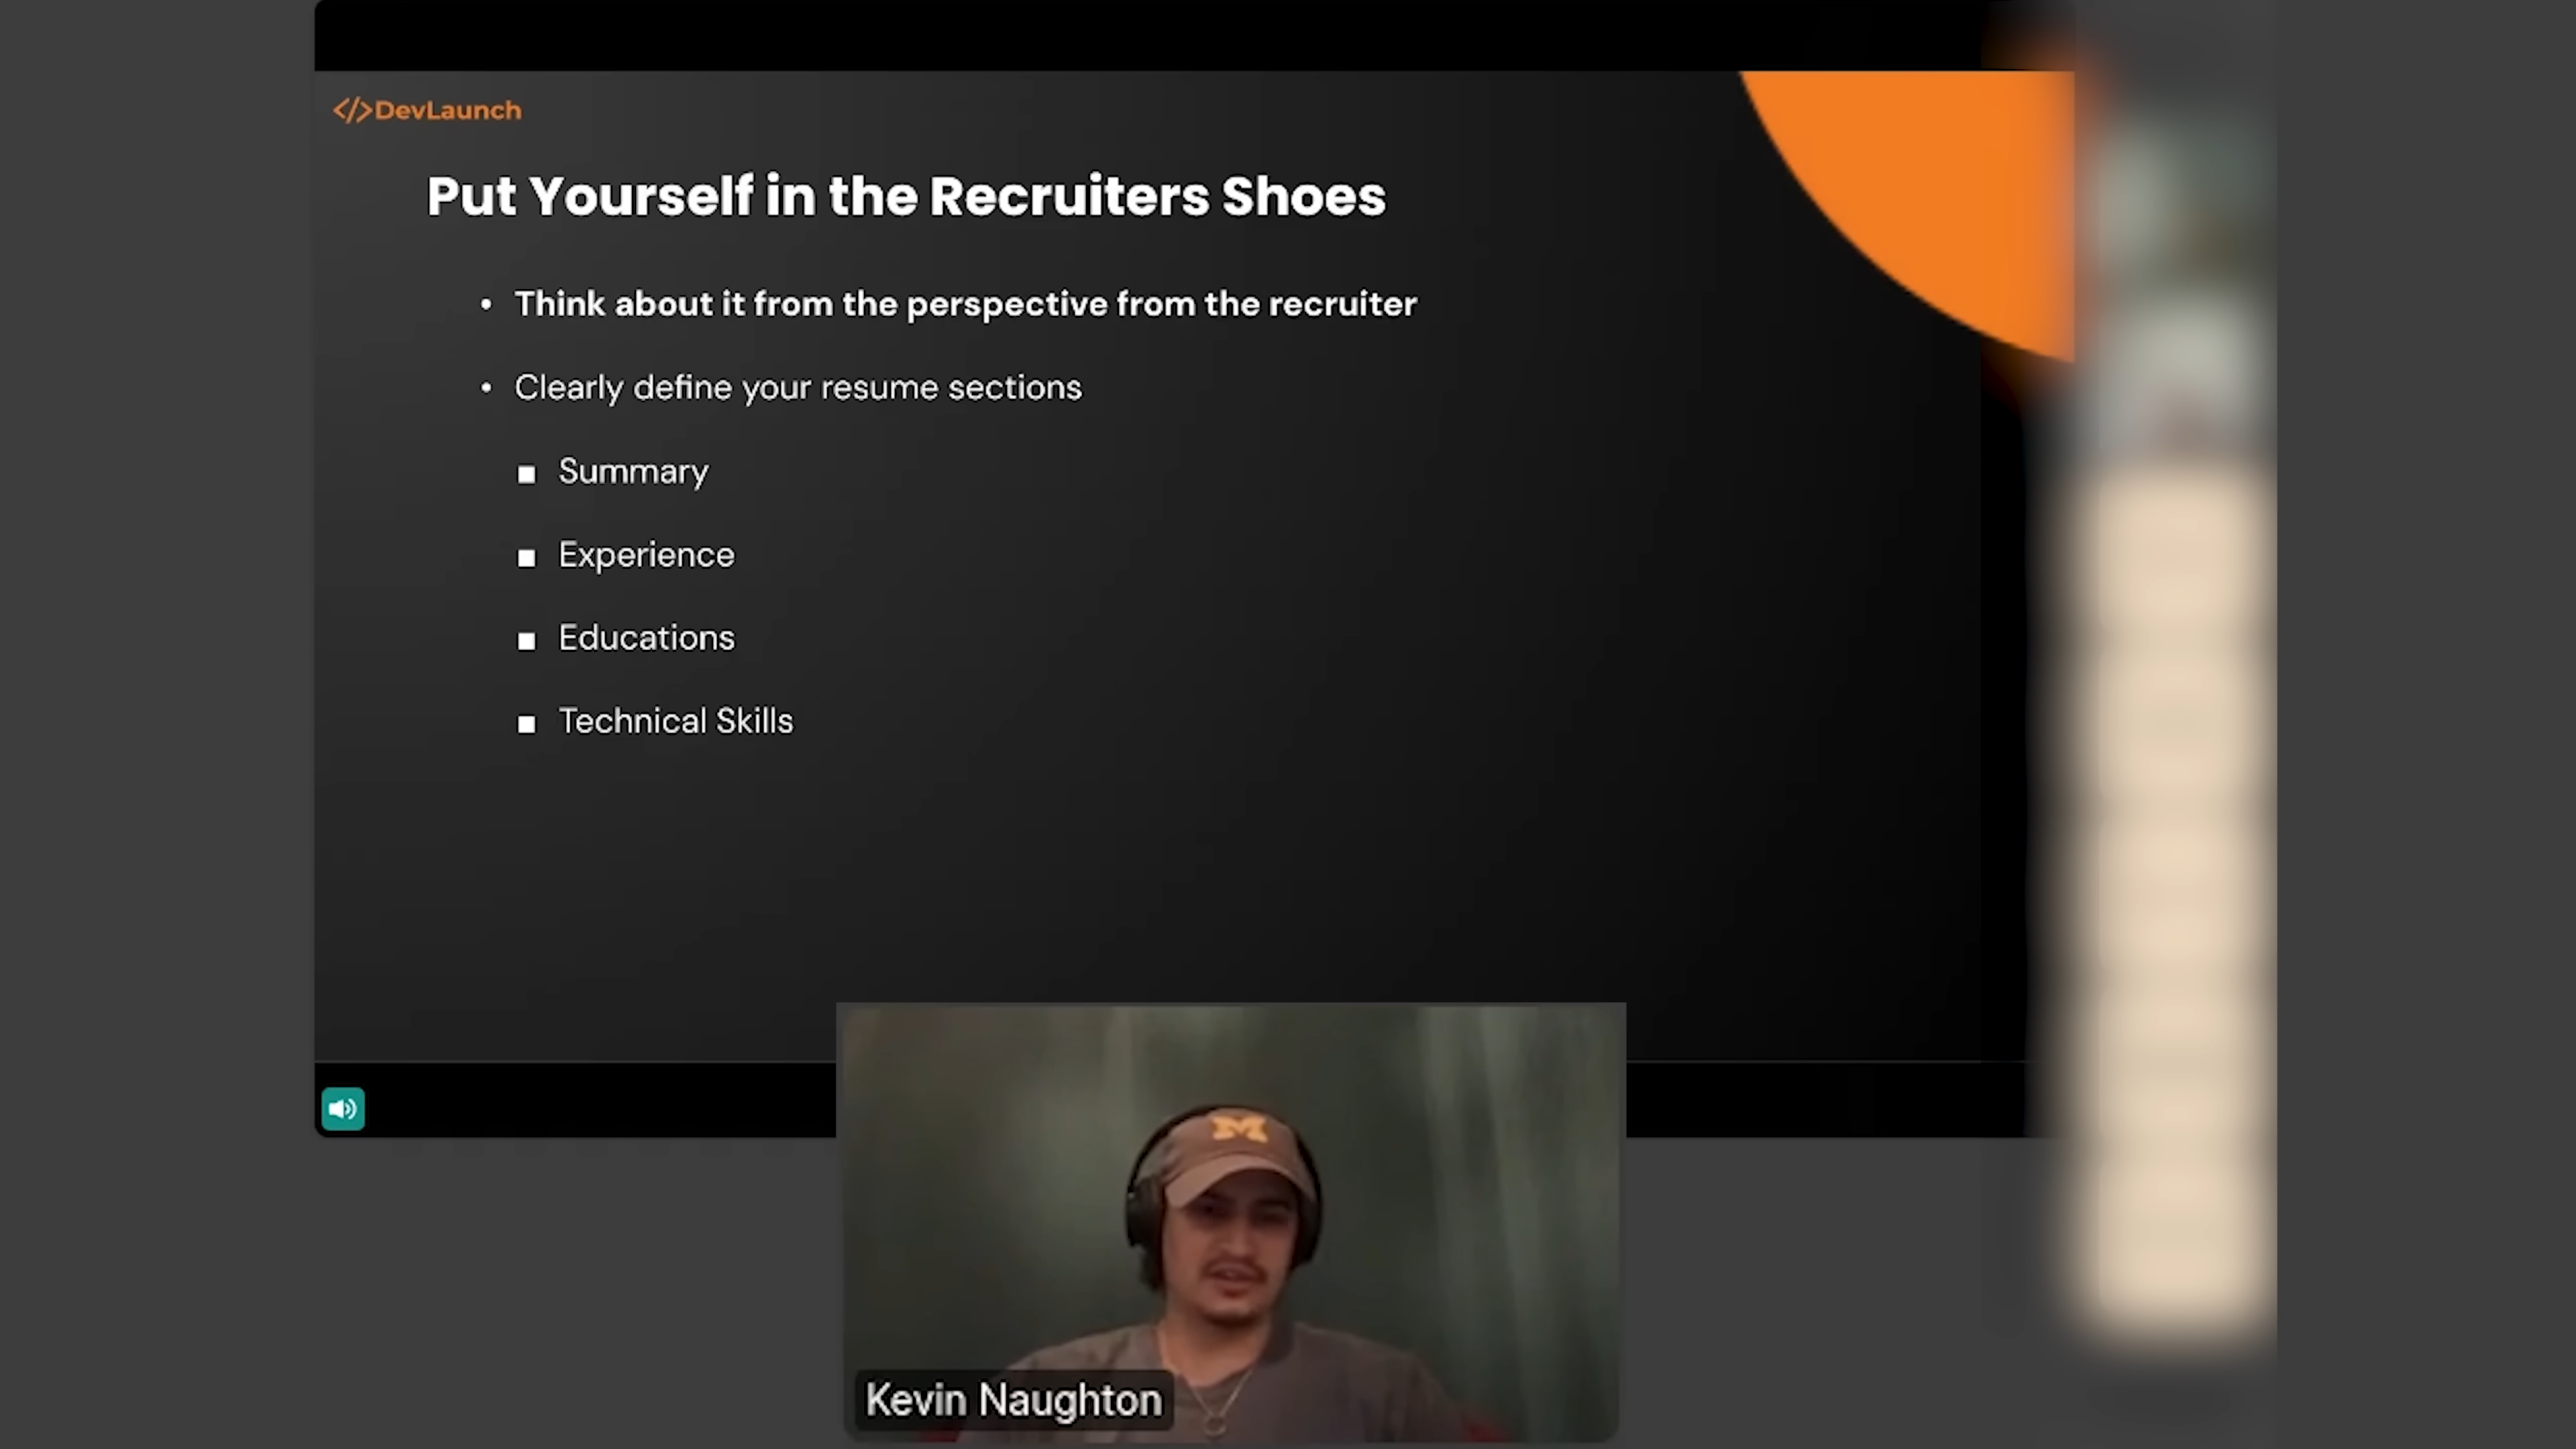 </>DevLaunch
Put Yourself in the Recruiters Shoes
• Think about it from the perspective from the recruiter
• Clearly define your resume sections
▪ Summary
▪ Experience
▪ Educations
▪ Technical Skills
M
Kevin Naughton